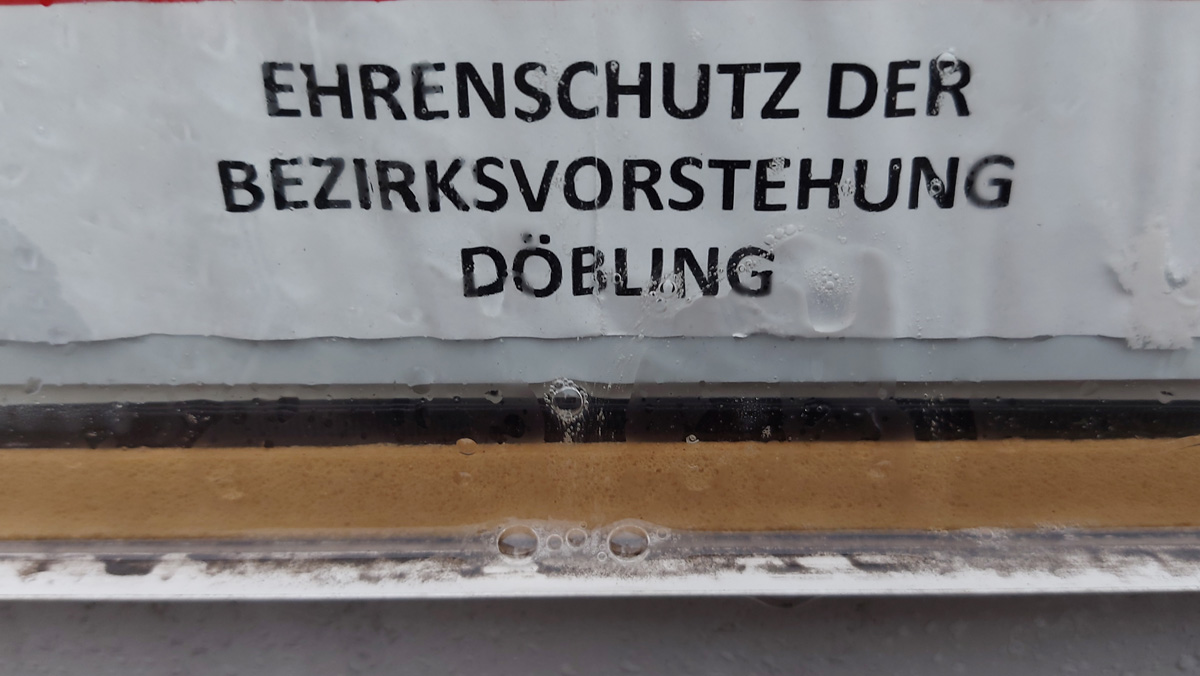 EHRENSCHUTZ DER
BEZIRKSVORSTEHUNG
DÖBLING